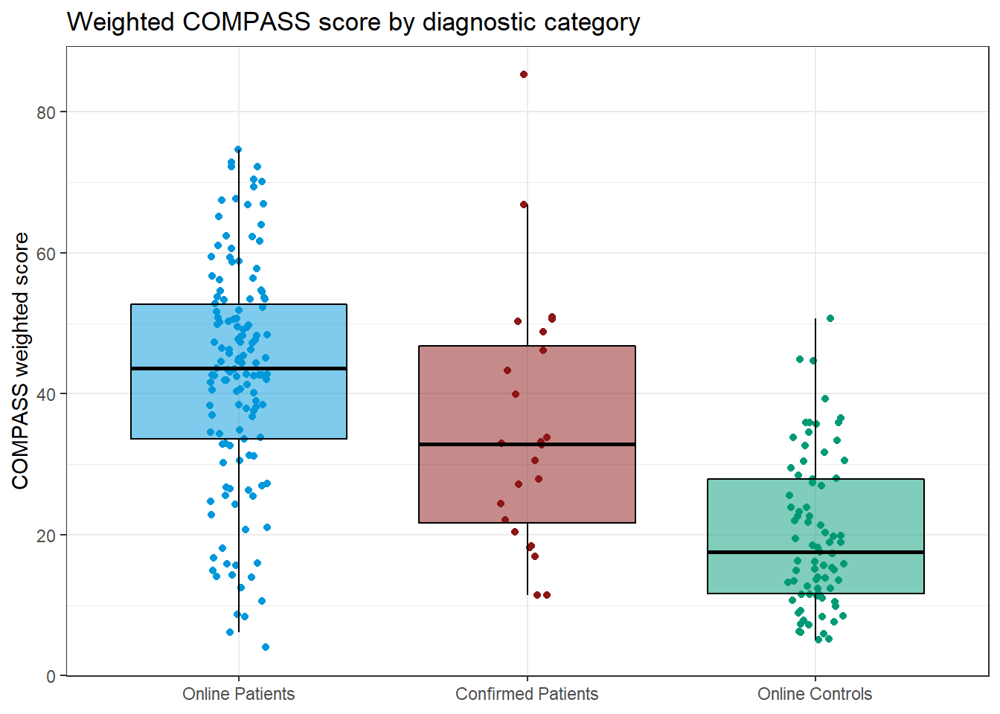 Weighted COMPASS score by diagnostic category
COMPASS weighted score
80
60
40
20
0
Online Patients
Confirmed Patients
Online Controls